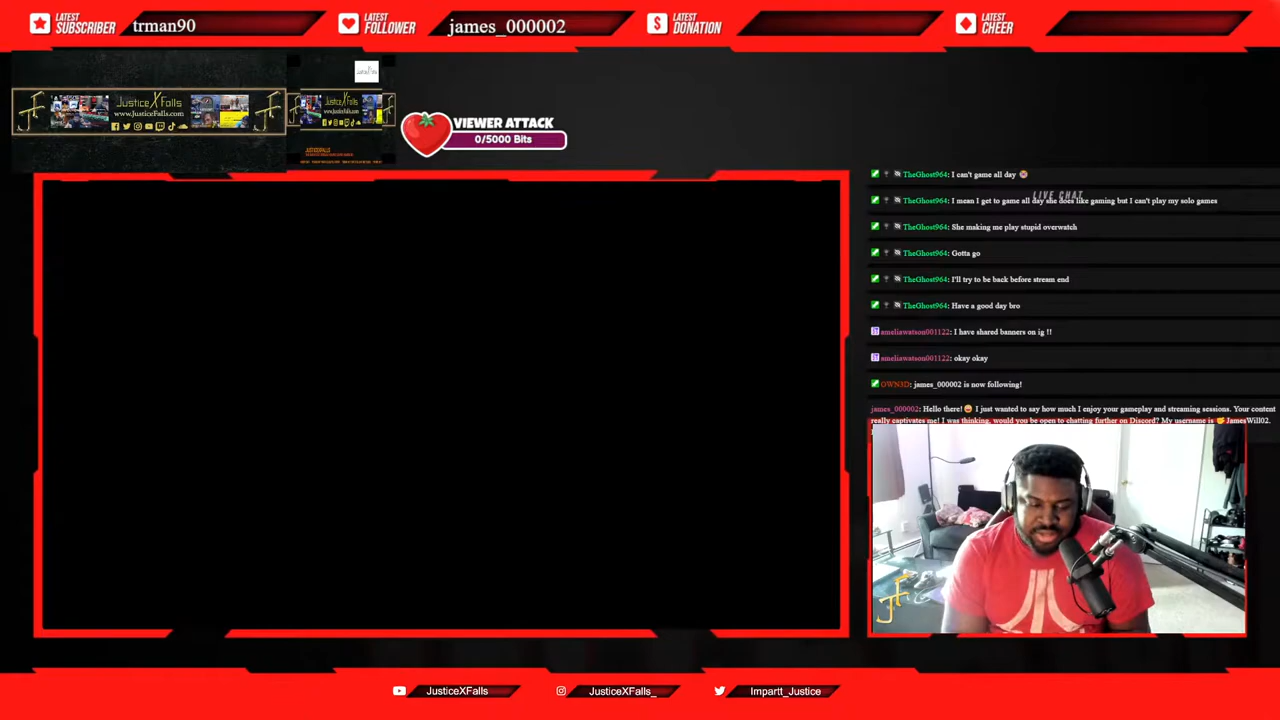 LATEST
SUBSCRIBER
trman90
LATEST
FOLLOWER
james_000002
$
LATEST
DONATION
LATEST
CHEER
JusticeXFalls
www.JusticeFalls.com
VIEWER ATTACK
0/5000 Bits
LIVE CHAT
TheGhost964: I can't game all day
TheGhost964: I mean I get to game all day she does like gaming but I can't play my solo games
TheGhost964: She making me play stupid overwatch
TheGhost964: Gotta go
TheGhost964: I'll try to be back before stream end
TheGhost964: Have a good day bro
ameliawatson001122: I have shared banners on ig !!
ameliawatson001122: okay okay
OWN3D: james_000002 is now following!
james_000002: Hello there! I just wanted to say how much I enjoy your gameplay and streaming sessions. Your content
really captivates me! I was thinking, would you be open to chatting further on Discord? My username is JamesWill02.
JF
JusticeXFalls
JusticeXFalls_
Impartt_Justice